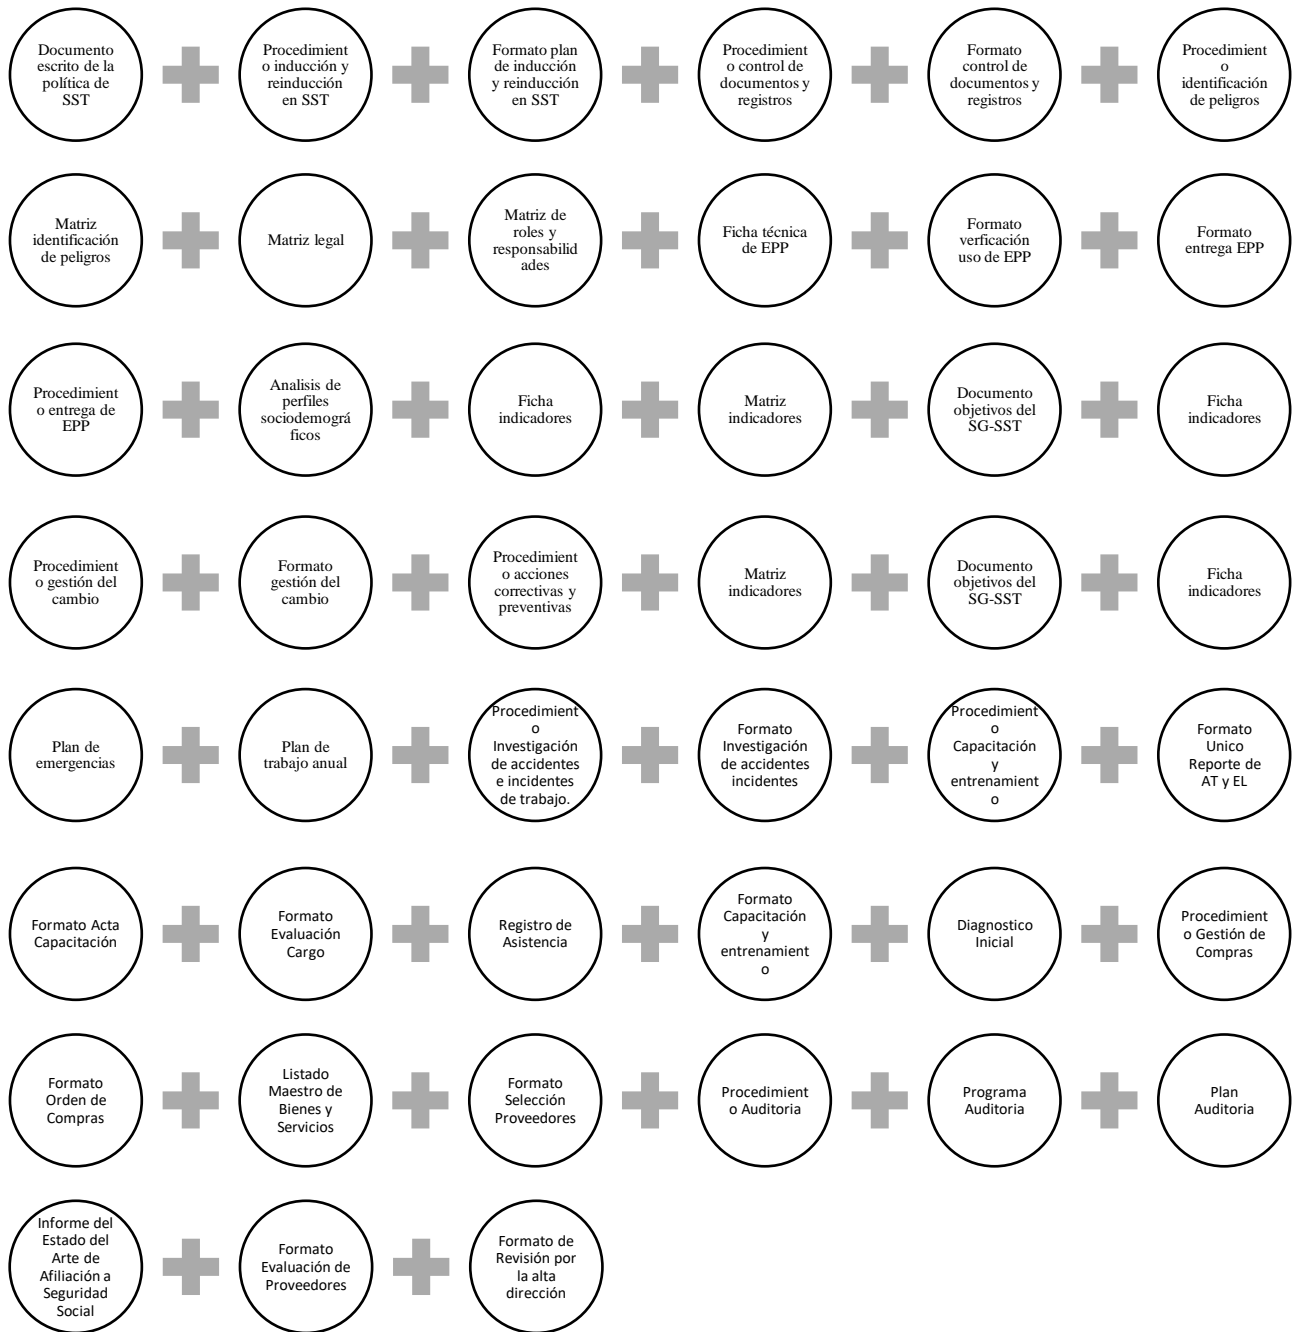 Documento
escrito de la
política de
SST
Procedimient
o inducción y
reinducción
en SST
Formato plan
de inducción
y reinducción
en SST
Procedimient
o control de
documentos y
registros
Formato
control de
documentos y
registros
Procedimient
o
identificación
de peligros
Matriz
identificación
de peligros
Matriz legal
Matriz de
roles y
responsabilid
ades
Ficha técnica
de EPP
Formato
verficación
uso de EPP
Formato
entrega EPP
Procedimient
o entrega de
EPP
Analisis de
perfiles
sociodemográ
ficos
Ficha
indicadores
Matriz
indicadores
Documento
objetivos del
SG-SST
Ficha
indicadores
Procedimient
o gestión del
cambio
Formato
gestión del
cambio
Procedimient
o acciones
correctivas y
preventivas
Matriz
indicadores
Documento
objetivos del
SG-SST
Ficha
indicadores
Plan de
emergencias
Plan de
trabajo anual
Procedimient
o
Investigación
de accidentes
e incidentes
de trabajo.
Formato
Investigación
de accidentes
incidentes
Procedimient
o
Capacitación
y
entrenamient
o
Formato
Unico
Reporte de
AT y EL
Formato Acta
Capacitación
Formato
Evaluación
Cargo
Registro de
Asistencia
Formato
Capacitación
y
entrenamient
o
Diagnostico
Inicial
Procedimient
o Gestión de
Compras
Formato
Orden de
Compras
Listado
Maestro de
Bienes y
Servicios
Formato
Selección
Proveedores
Procedimient
o Auditoria
Programa
Auditoria
Plan
Auditoria
Informe del
Estado del
Arte de
Afiliación a
Seguridad
Social
Formato
Evaluación de
Proveedores
Formato de
Revisión por
la alta
dirección